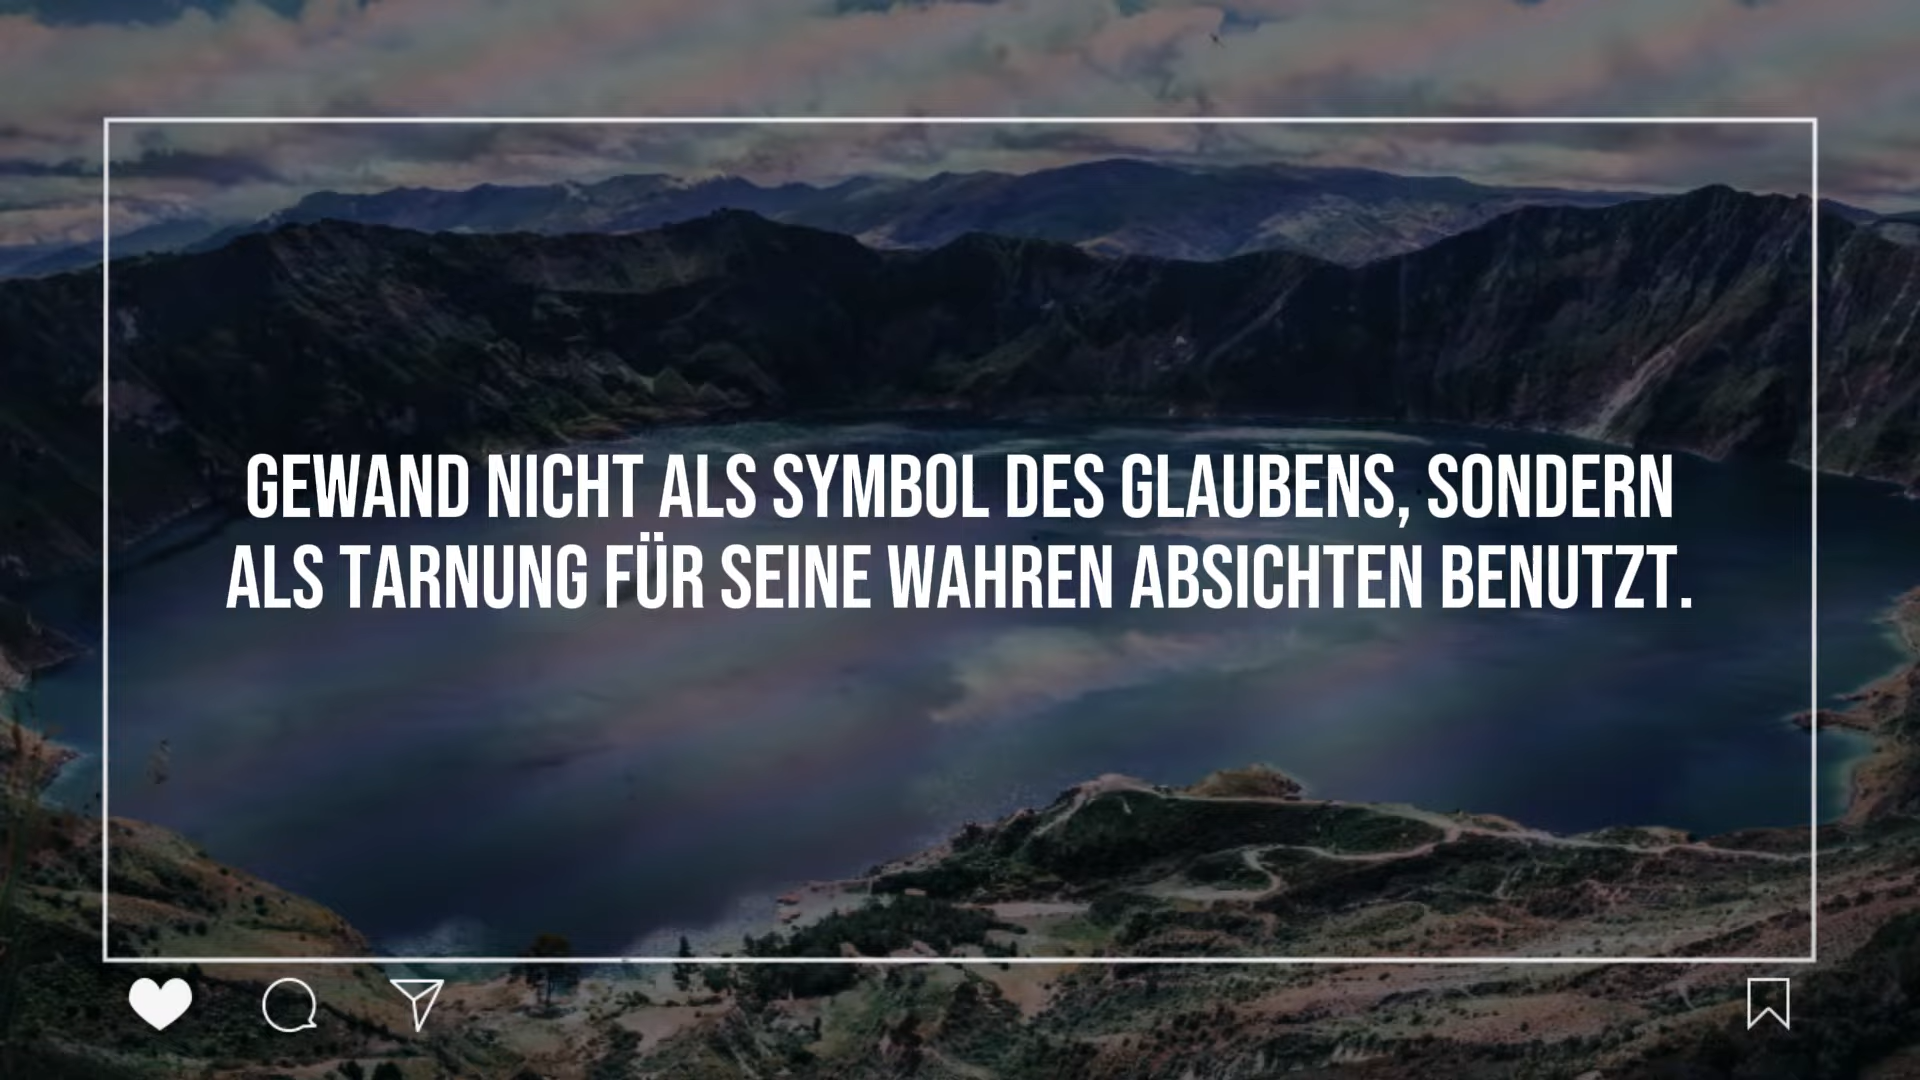 GEWAND NICHT ALS SYMBOL DES GLAUBENS, SONDERN
ALS TARNUNG FÜR SEINE WAHREN ABSICHTEN BENUTZT.